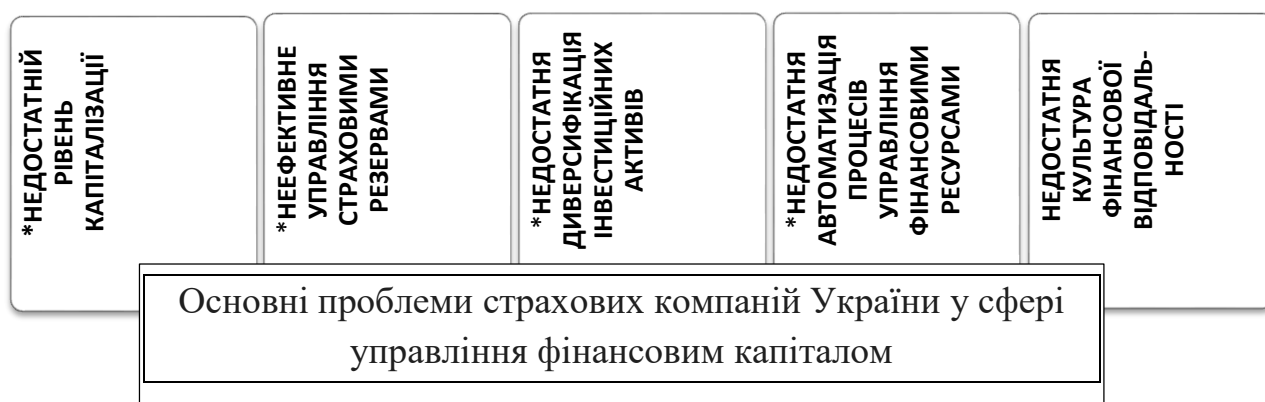 *НЕДОСТАТНІЙ
РІВЕНЬ
КАПІТАЛІЗАЦІЇ
*НЕЕФЕКТИВНЕ
УПРАВЛІННЯ
СТРАХОВИМИ
РЕЗЕРВАМИ
*НЕДОСТАТНЯ
ДИВЕРСИФІКАЦІЯ
ІНВЕСТИЦІЙНИХ
АКТИВІВ
*НЕДОСТАТНЯ
АВТОМАТИЗАЦІЯ
ПРОЦЕСІВ
УПРАВЛІННЯ
ФІНАНСОВИМИ
РЕСУРСАМИ
НЕДОСТАТНЯ
КУЛЬТУРА
ФІНАНСОВОЇ
ВІДПОВІДАЛЬ-
НОСТІ
Основні проблеми страхових компаній України у сфері
управління фінансовим капіталом